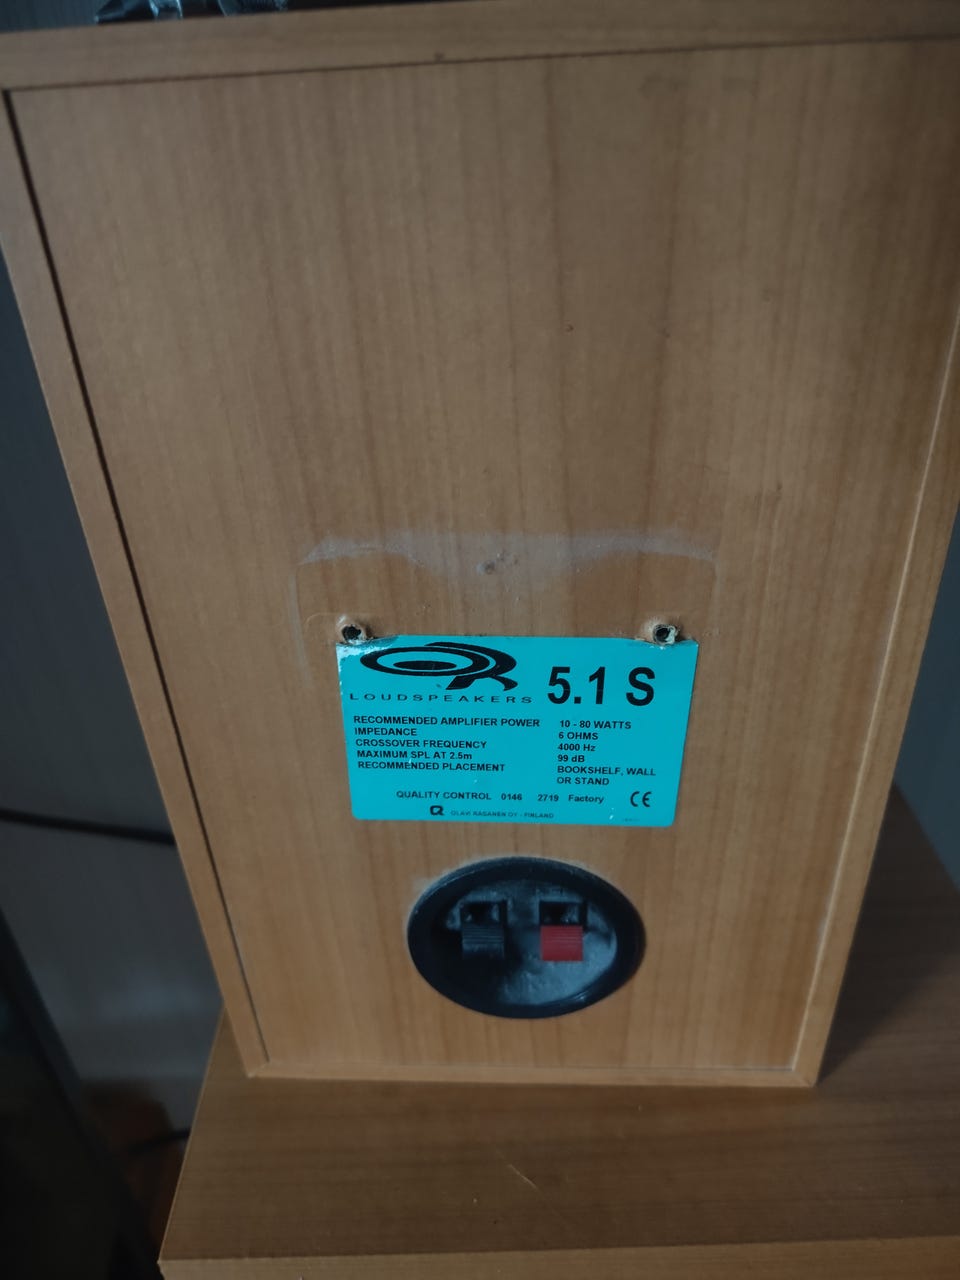 OR 5.1 S
LOUDSPEAKERS
RECOMMENDED AMPLIFIER POWER 10 - 80 WATTS
IMPEDANCE 6 OHMS
CROSSOVER FREQUENCY 4000 Hz
MAXIMUM SPL AT 2.5m 99 dB
RECOMMENDED PLACEMENT BOOKSHELF, WALL
OR STAND
QUALITY CONTROL 0146 2719 Factory CE
OLAVI RÄSÄNEN OY - FINLAND